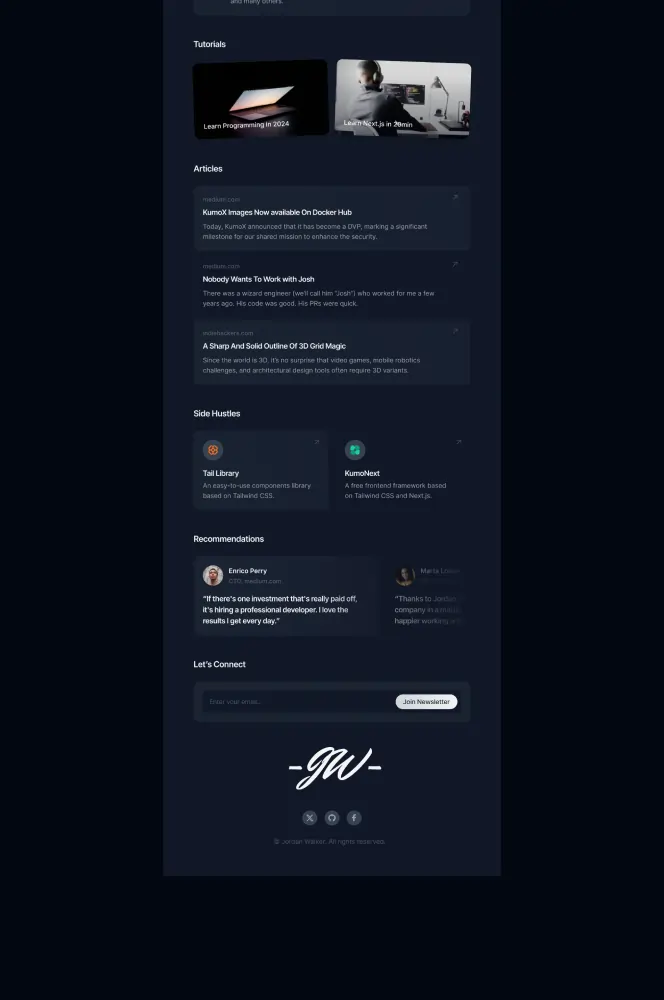 and many others.
Tutorials
Learn Programming in 2024
Learn Next.js in 20min
Articles
medium.com
KumoX Images Now available On Docker Hub
Today, KumoX announced that it has become a DVP, marking a significant
milestone for our shared mission to enhance the security.
medium.com
Nobody Wants To Work with Josh
There was a wizard engineer (we'll call him "Josh") who worked for me a few
years ago. His code was good. His PRs were quick.
A Sharp And Solid Outline Of 3D Grid Magic
Since the world is 3D, it's no surprise that video games, mobile robotics
challenges, and architectural design tools often require 3D variants.
Side Hustles
Tail Library
An easy-to-use components library
based on Tailwind CSS.
KumoNext
A free frontend framework based
on Tailwind CSS and Next.js.
Recommendations
Enrico Perry
CTO, medium.com
"If there's one investment that's really paid off,
it's hiring a professional developer. I love the
results I get every day."
Maria
"Thanks to Jordan
company in a
happier working
Let's Connect
Enter your email..
Join Newsletter
-JW-
© Jordan Walker. All rights reserved.